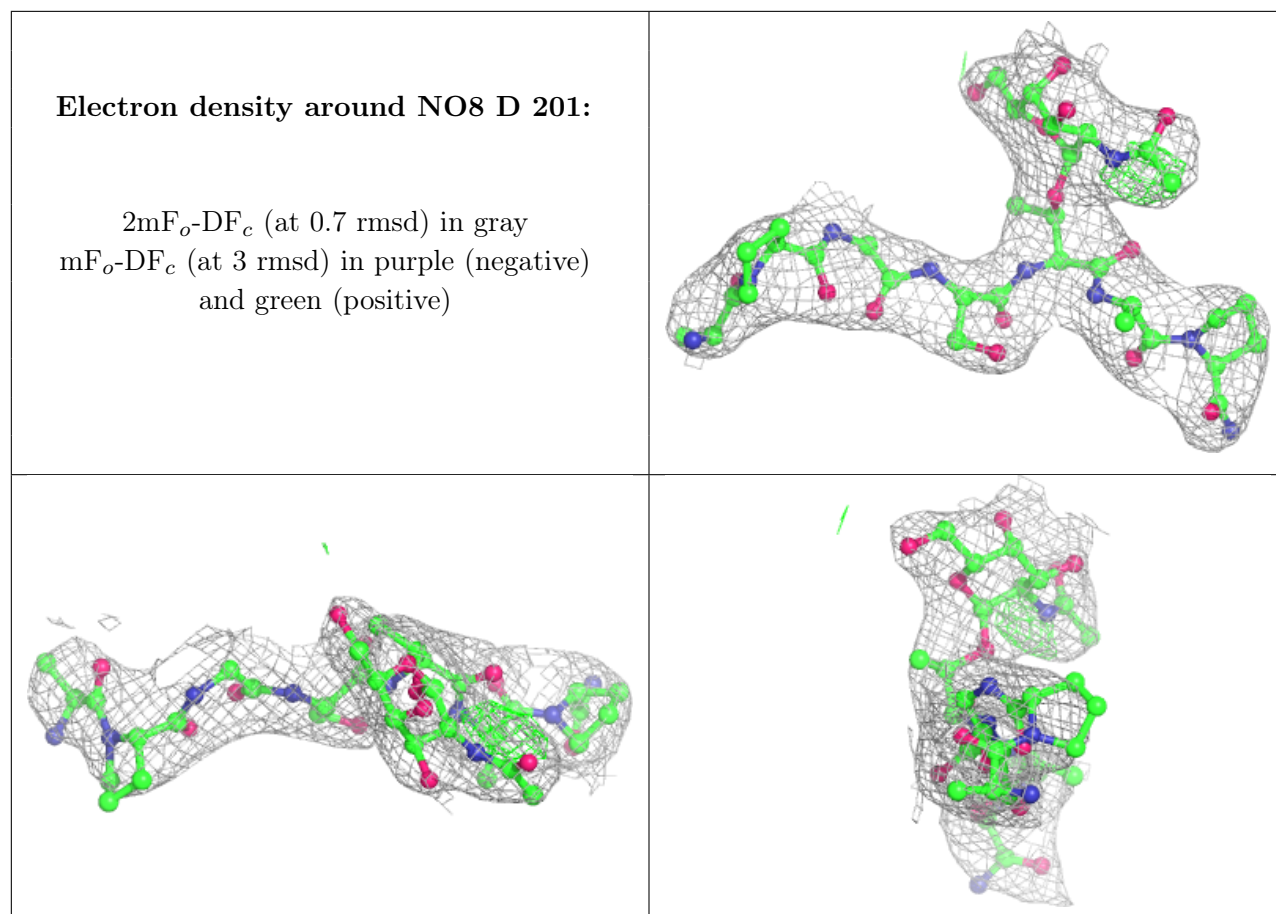 Electron density around NO8 D 201:
2mFo-DFc (at 0.7 rmsd) in gray
mFo-DFc (at 3 rmsd) in purple (negative)
and green (positive)